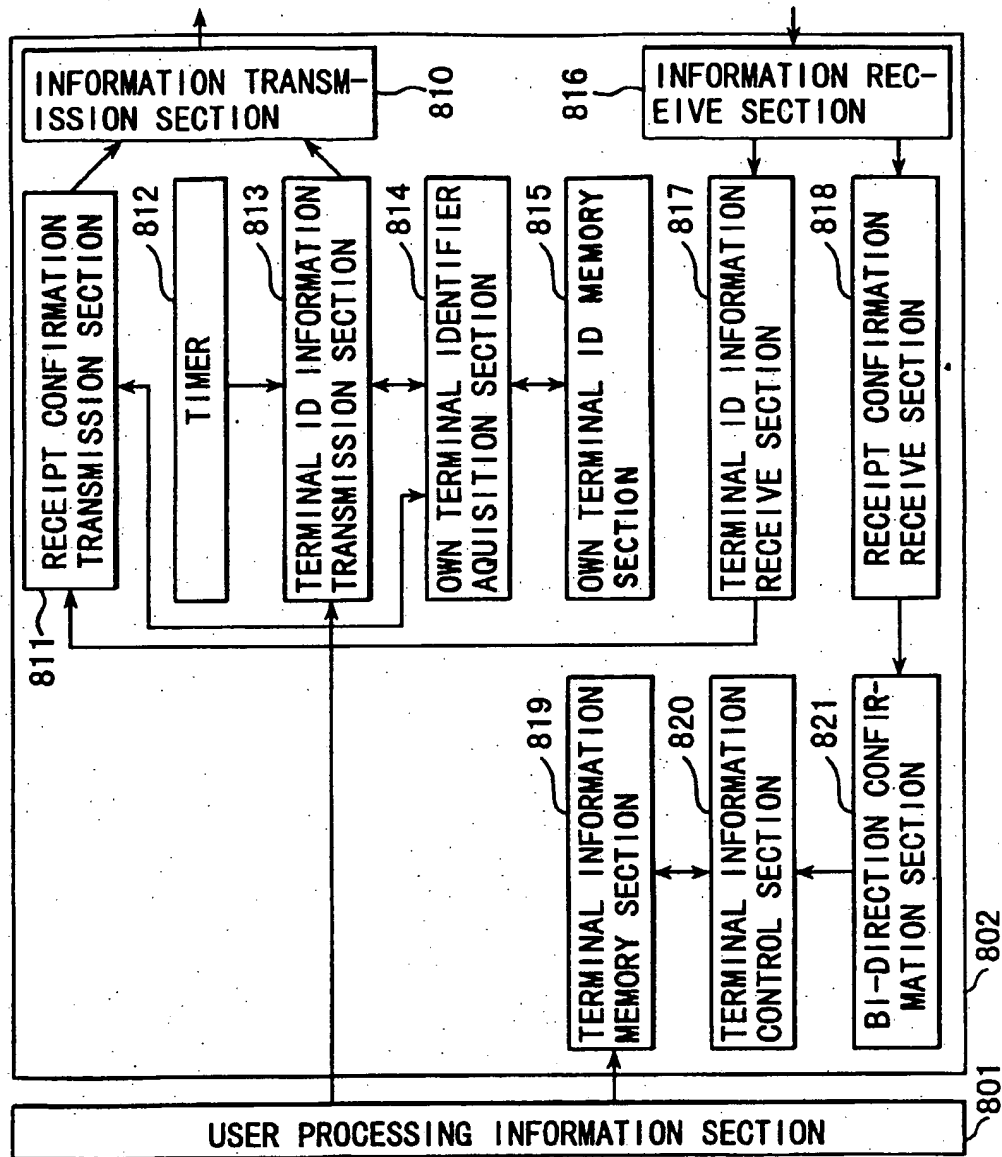 INFORMATION TRANSM-
ISSION SECTION
810
816
INFORMATION REC-
EIVE SECTION
RECEIPT CONFIRMATION
TRANSMISSION SECTION
811
812
TIMER
813
TERMINAL ID INFORMATION
TRANSMISSION SECTION
814
OWN TERMINAL IDENTIFIER
AQUISITION SECTION
815
OWN TERMINAL ID MEMORY
SECTION
817
TERMINAL ID INFORMATION
RECEIVE SECTION
818
RECEIPT CONFIRMATION
RECEIVE SECTION
819
TERMINAL INFORMATION
MEMORY SECTION
820
TERMINAL INFORMATION
CONTROL SECTION
821
BI-DIRECTION CONFIR-
MATION SECTION
802
USER PROCESSING INFORMATION SECTION
801